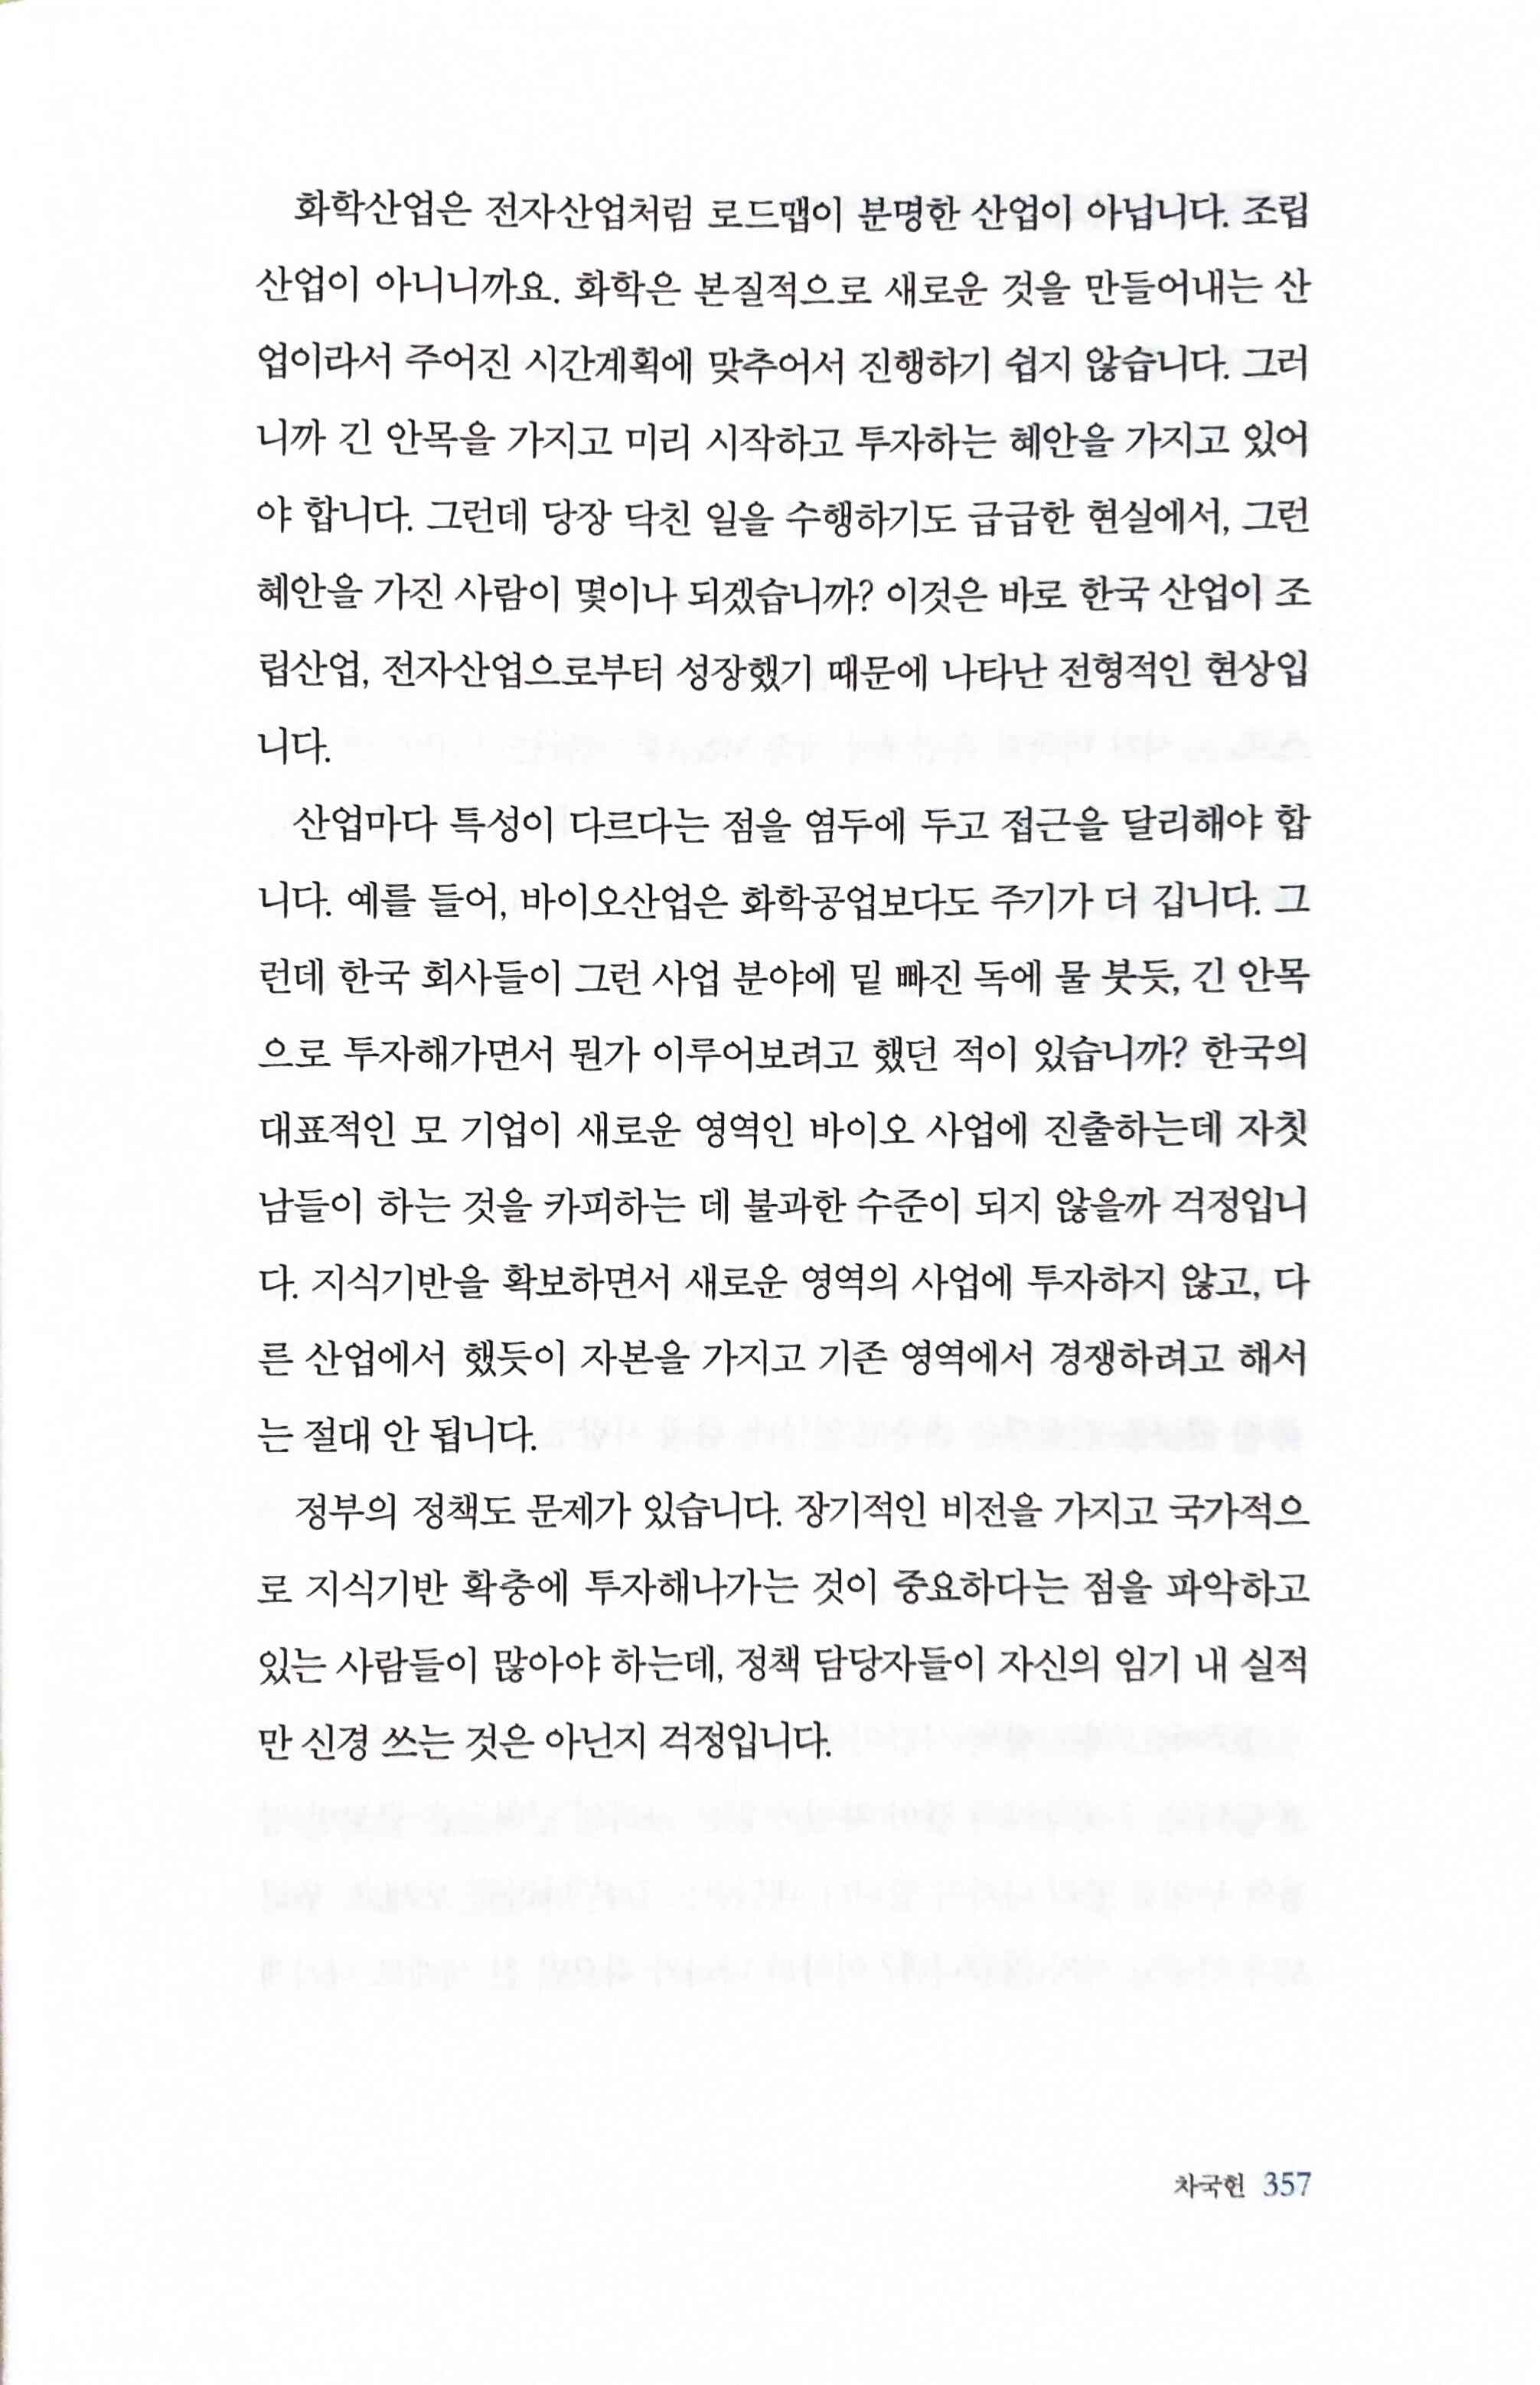 화학산업은 전자산업처럼 로드맵이 분명한 산업이 아닙니다. 조립
산업이 아니니까요. 화학은 본질적으로 새로운 것을 만들어내는 산
업이라서 주어진 시간계획에 맞추어서 진행하기 쉽지 않습니다. 그러
니까 긴 안목을 가지고 미리 시작하고 투자하는 혜안을 가지고 있어
야 합니다. 그런데 당장 닥친 일을 수행하기도 급급한 현실에서, 그런
혜안을 가진 사람이 몇이나 되겠습니까? 이것은 바로 한국 산업이 조
립산업, 전자산업으로부터 성장했기 때문에 나타난 전형적인 현상입
니다.
산업마다 특성이 다르다는 점을 염두에 두고 접근을 달리해야 합
니다. 예를 들어, 바이오산업은 화학공업보다도 주기가 더 깁니다. 그
런데 한국 회사들이 그런 사업 분야에 밑 빠진 독에 물 붓듯, 긴 안목
으로 투자해가면서 뭔가 이루어보려고 했던 적이 있습니까? 한국의
대표적인 모 기업이 새로운 영역인 바이오 사업에 진출하는데 자칫
남들이 하는 것을 카피하는 데 불과한 수준이 되지 않을까 걱정입니
다. 지식기반을 확보하면서 새로운 영역의 사업에 투자하지 않고, 다
른 산업에서 했듯이 자본을 가지고 기존 영역에서 경쟁하려고 해서
는 절대 안 됩니다.
정부의 정책도 문제가 있습니다. 장기적인 비전을 가지고 국가적으
로 지식기반 확충에 투자해나가는 것이 중요하다는 점을 파악하고
있는 사람들이 많아야 하는데, 정책 담당자들이 자신의 임기 내 실적
만 신경 쓰는 것은 아닌지 걱정입니다.
차국헌 357